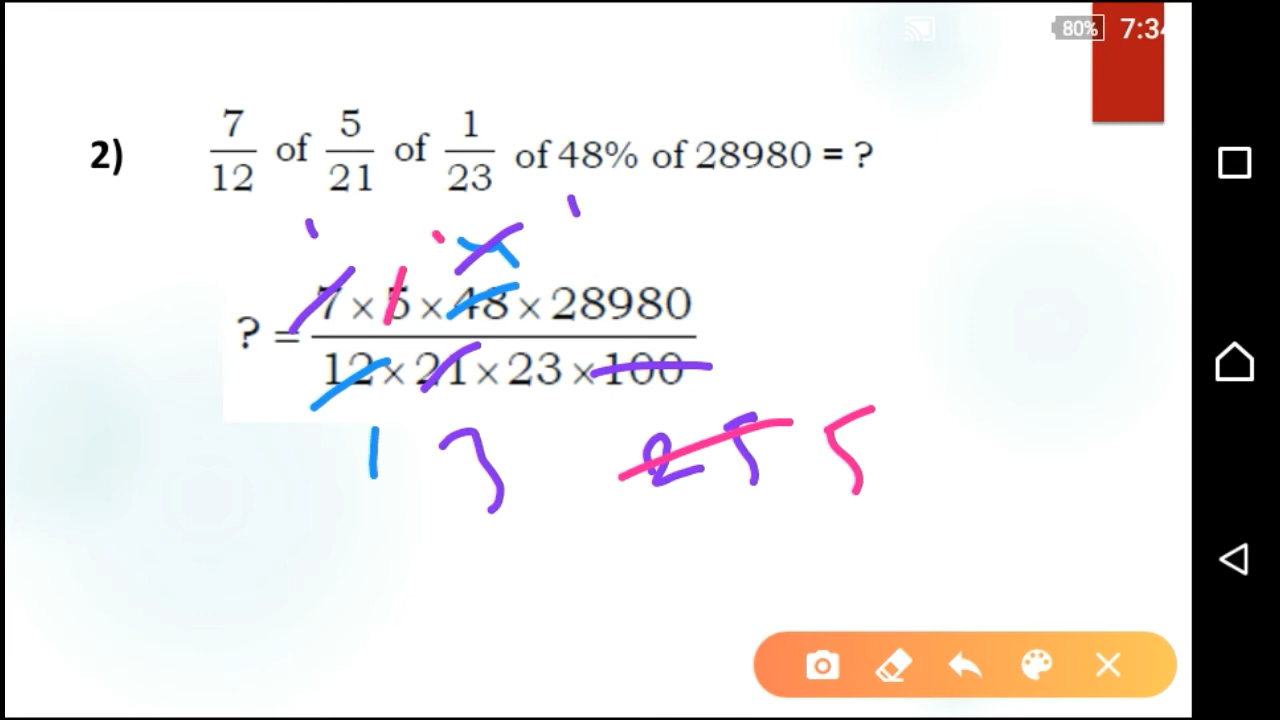 80% 7:34
2) 7/12 of 5/21 of 1/23 of 48% of 28980 = ?
? = 7 × 5 × 48 × 28980 / 12 × 21 × 23 × 100
1 3 25 5